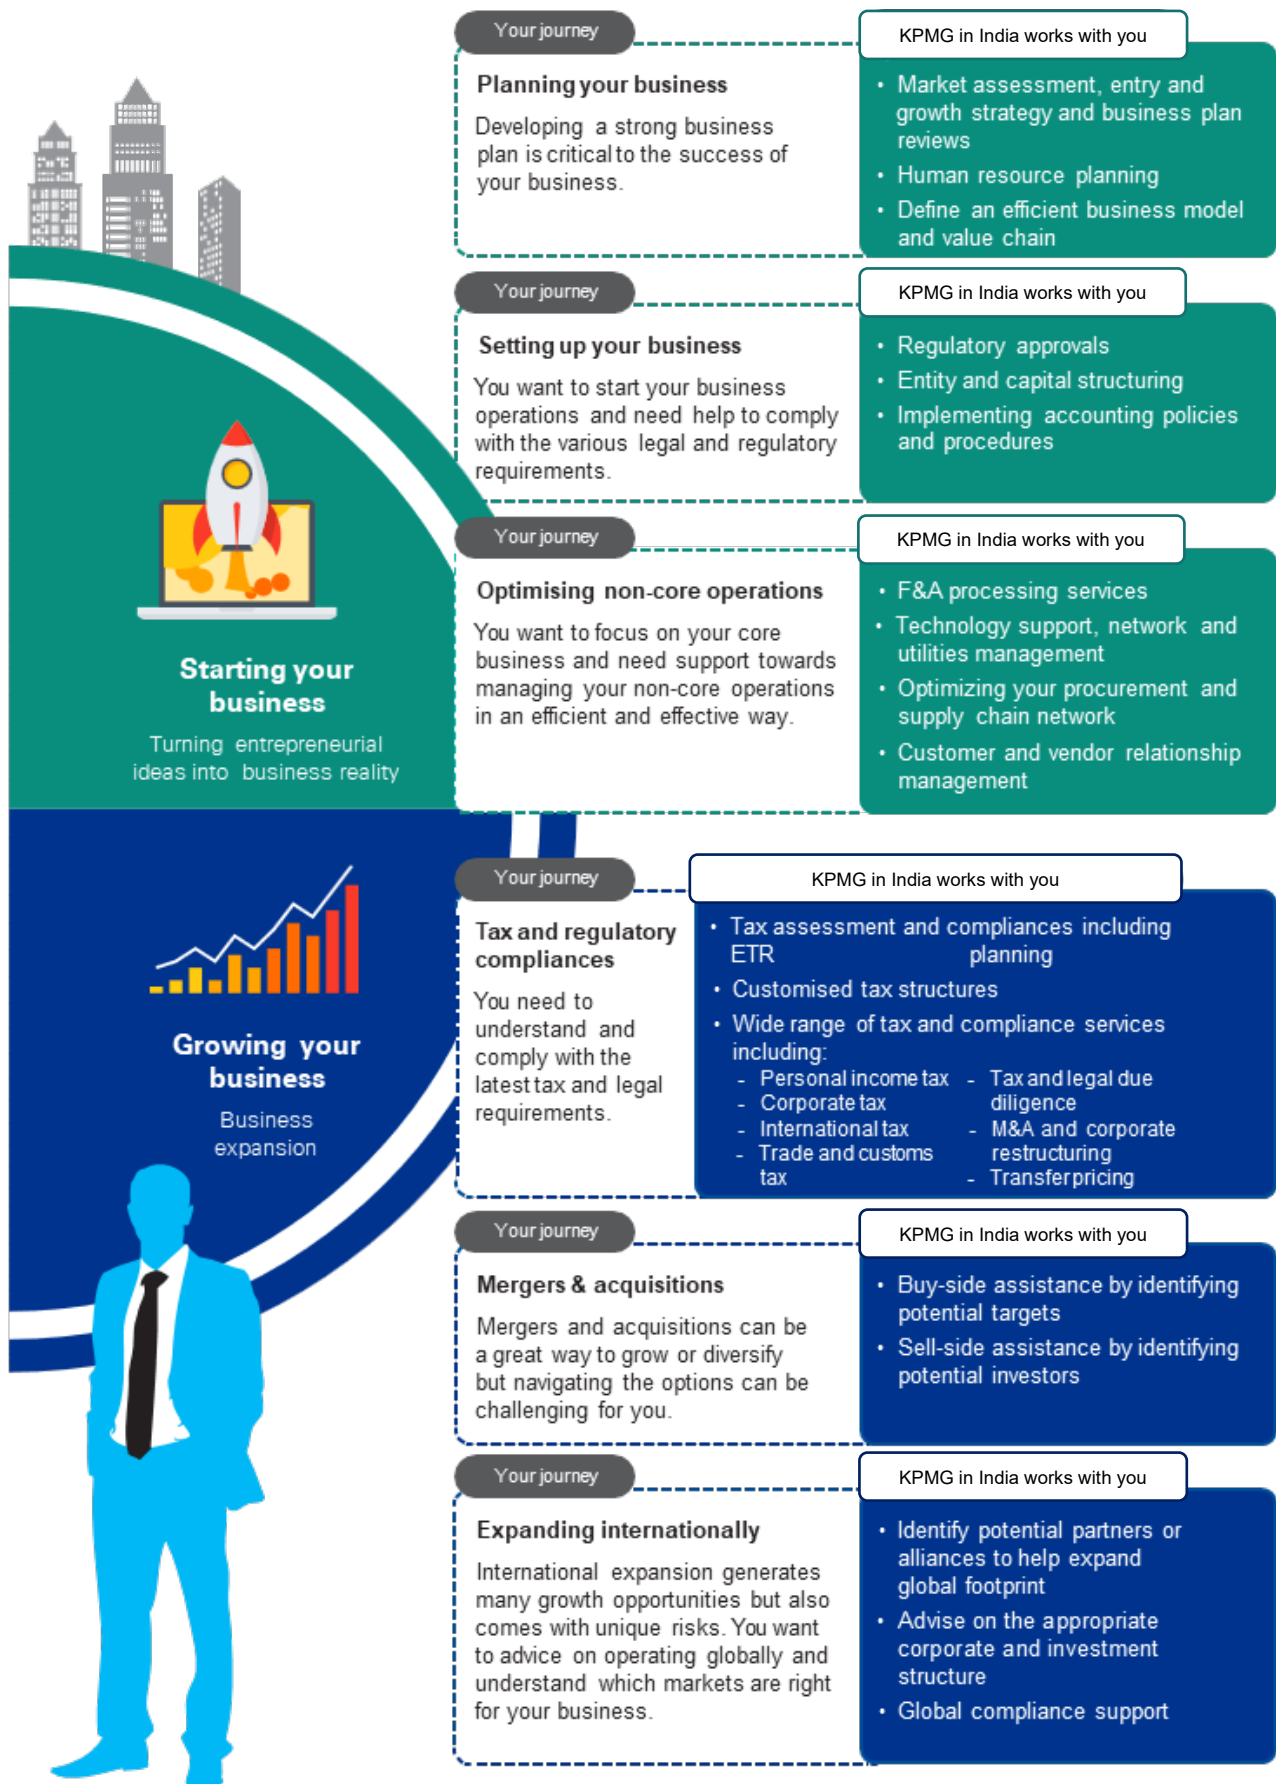 Your journey
KPMG in India works with you
Planning your business
Developing a strong business
plan is critical to the success of
your business.
• Market assessment, entry and
growth strategy and business plan
reviews
• Human resource planning
• Define an efficient business model
and value chain
Your journey
KPMG in India works with you
Setting up your business
You want to start your business
operations and need help to comply
with the various legal and regulatory
requirements.
• Regulatory approvals
• Entity and capital structuring
• Implementing accounting policies
and procedures
Starting your
business
Turning entrepreneurial
ideas into business reality
Your journey
KPMG in India works with you
Optimising non-core operations
You want to focus on your core
business and need support towards
managing your non-core operations
in an efficient and effective way.
• F&A processing services
• Technology support, network and
utilities management
• Optimizing your procurement and
supply chain network
• Customer and vendor relationship
management
Growing your
business
Business
expansion
Your journey
KPMG in India works with you
Tax and regulatory
compliances
You need to
understand and
comply with the
latest tax and legal
requirements.
• Tax assessment and compliances including
ETR planning
• Customised tax structures
• Wide range of tax and compliance services
including:
- Personal income tax
- Corporate tax
- International tax
- Trade and customs
tax
- Tax and legal due
diligence
- M&A and corporate
restructuring
- Transfer pricing
Your journey
KPMG in India works with you
Mergers & acquisitions
Mergers and acquisitions can be
a great way to grow or diversify
but navigating the options can be
challenging for you.
• Buy-side assistance by identifying
potential targets
• Sell-side assistance by identifying
potential investors
Your journey
KPMG in India works with you
Expanding internationally
International expansion generates
many growth opportunities but also
comes with unique risks. You want
to advice on operating globally and
understand which markets are right
for your business.
• Identify potential partners or
alliances to help expand
global footprint
• Advise on the appropriate
corporate and investment
structure
• Global compliance support